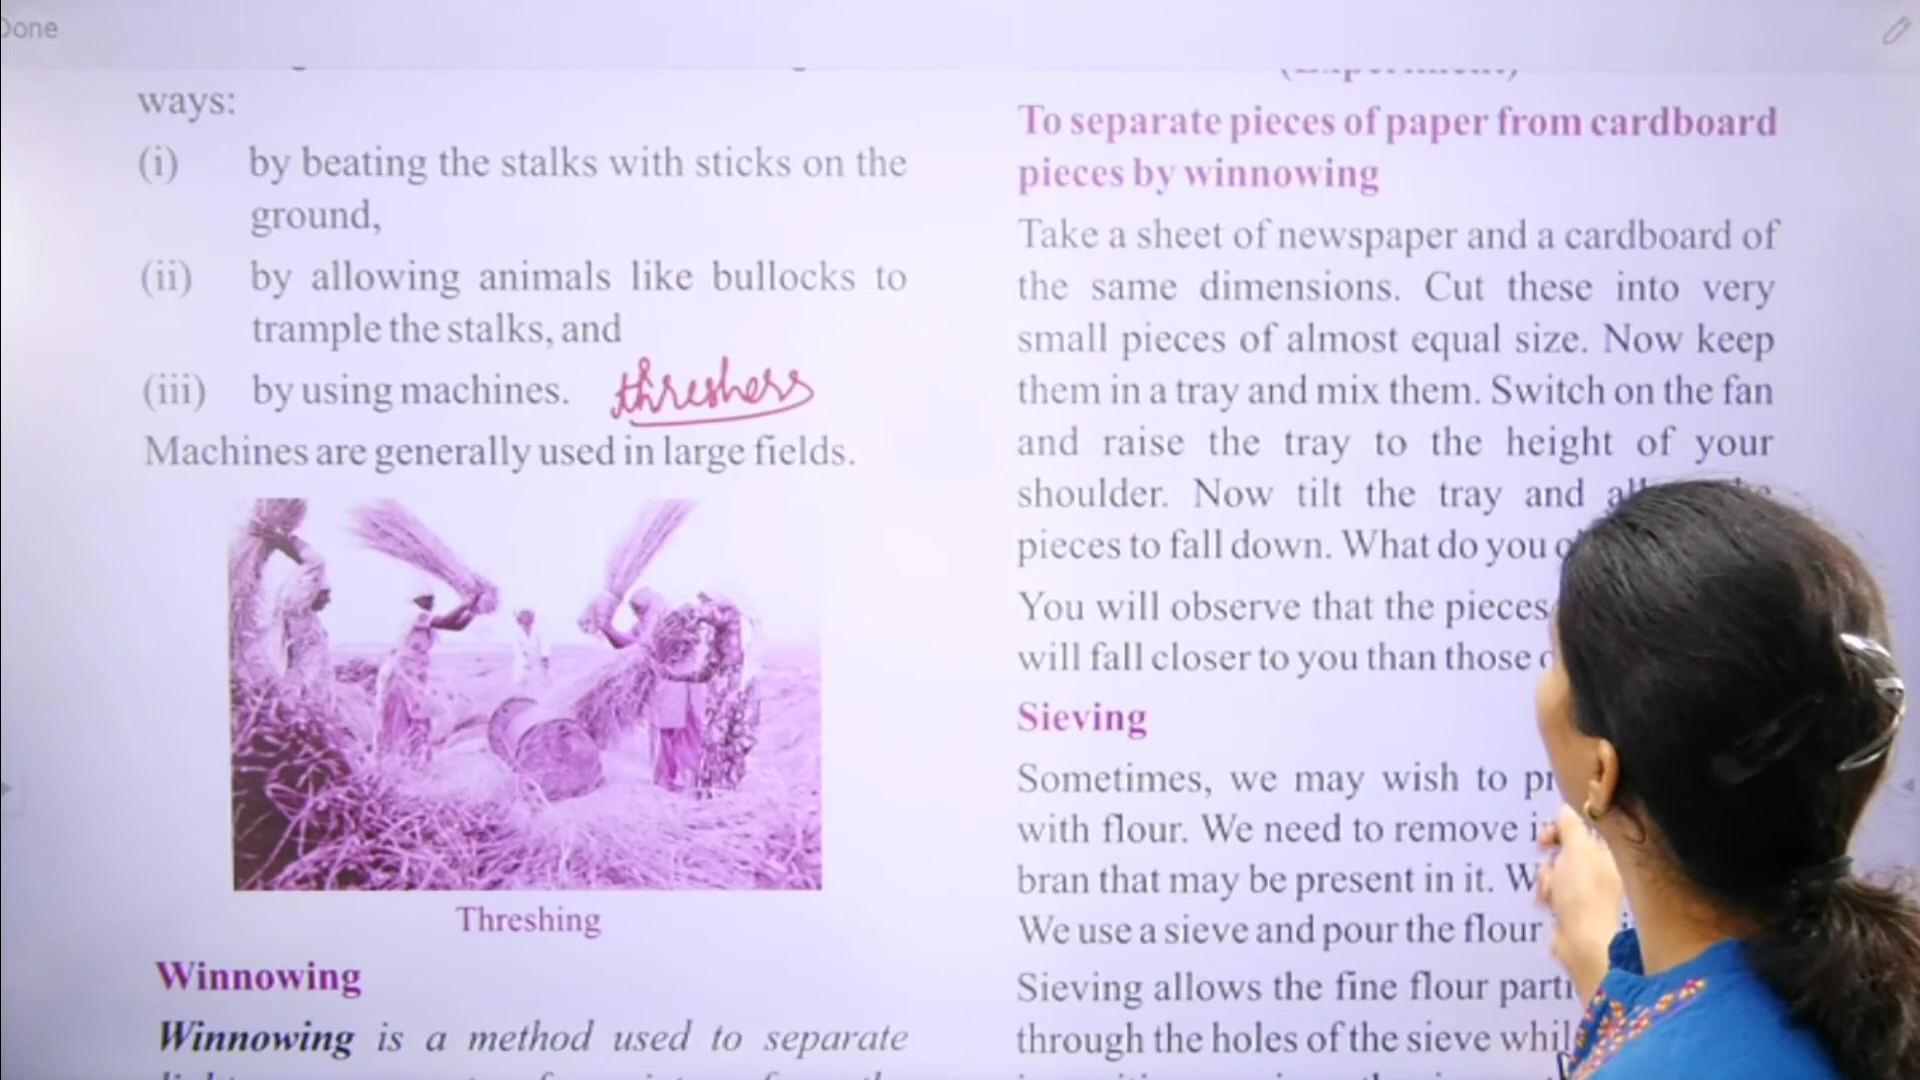 Done
ways:
(i) by beating the stalks with sticks on the
ground,
(ii) by allowing animals like bullocks to
trample the stalks, and
(iii) by using machines. threshers
Machines are generally used in large fields.
Threshing
Winnowing
Winnowing is a method used to separate
To separate pieces of paper from cardboard
pieces by winnowing
Take a sheet of newspaper and a cardboard of
the same dimensions. Cut these into very
small pieces of almost equal size. Now keep
them in a tray and mix them. Switch on the fan
and raise the tray to the height of your
shoulder. Now tilt the tray and
pieces to fall down. What do you
You will observe that the pieces
will fall closer to you than those
Sieving
Sometimes, we may wish to
with flour. We need to remove
bran that may be present in it.
We use a sieve and pour the flour
Sieving allows the fine flour
through the holes of the sieve